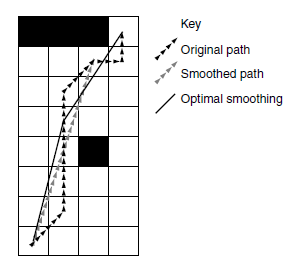 Key
Original path
Smoothed path
Optimal smoothing